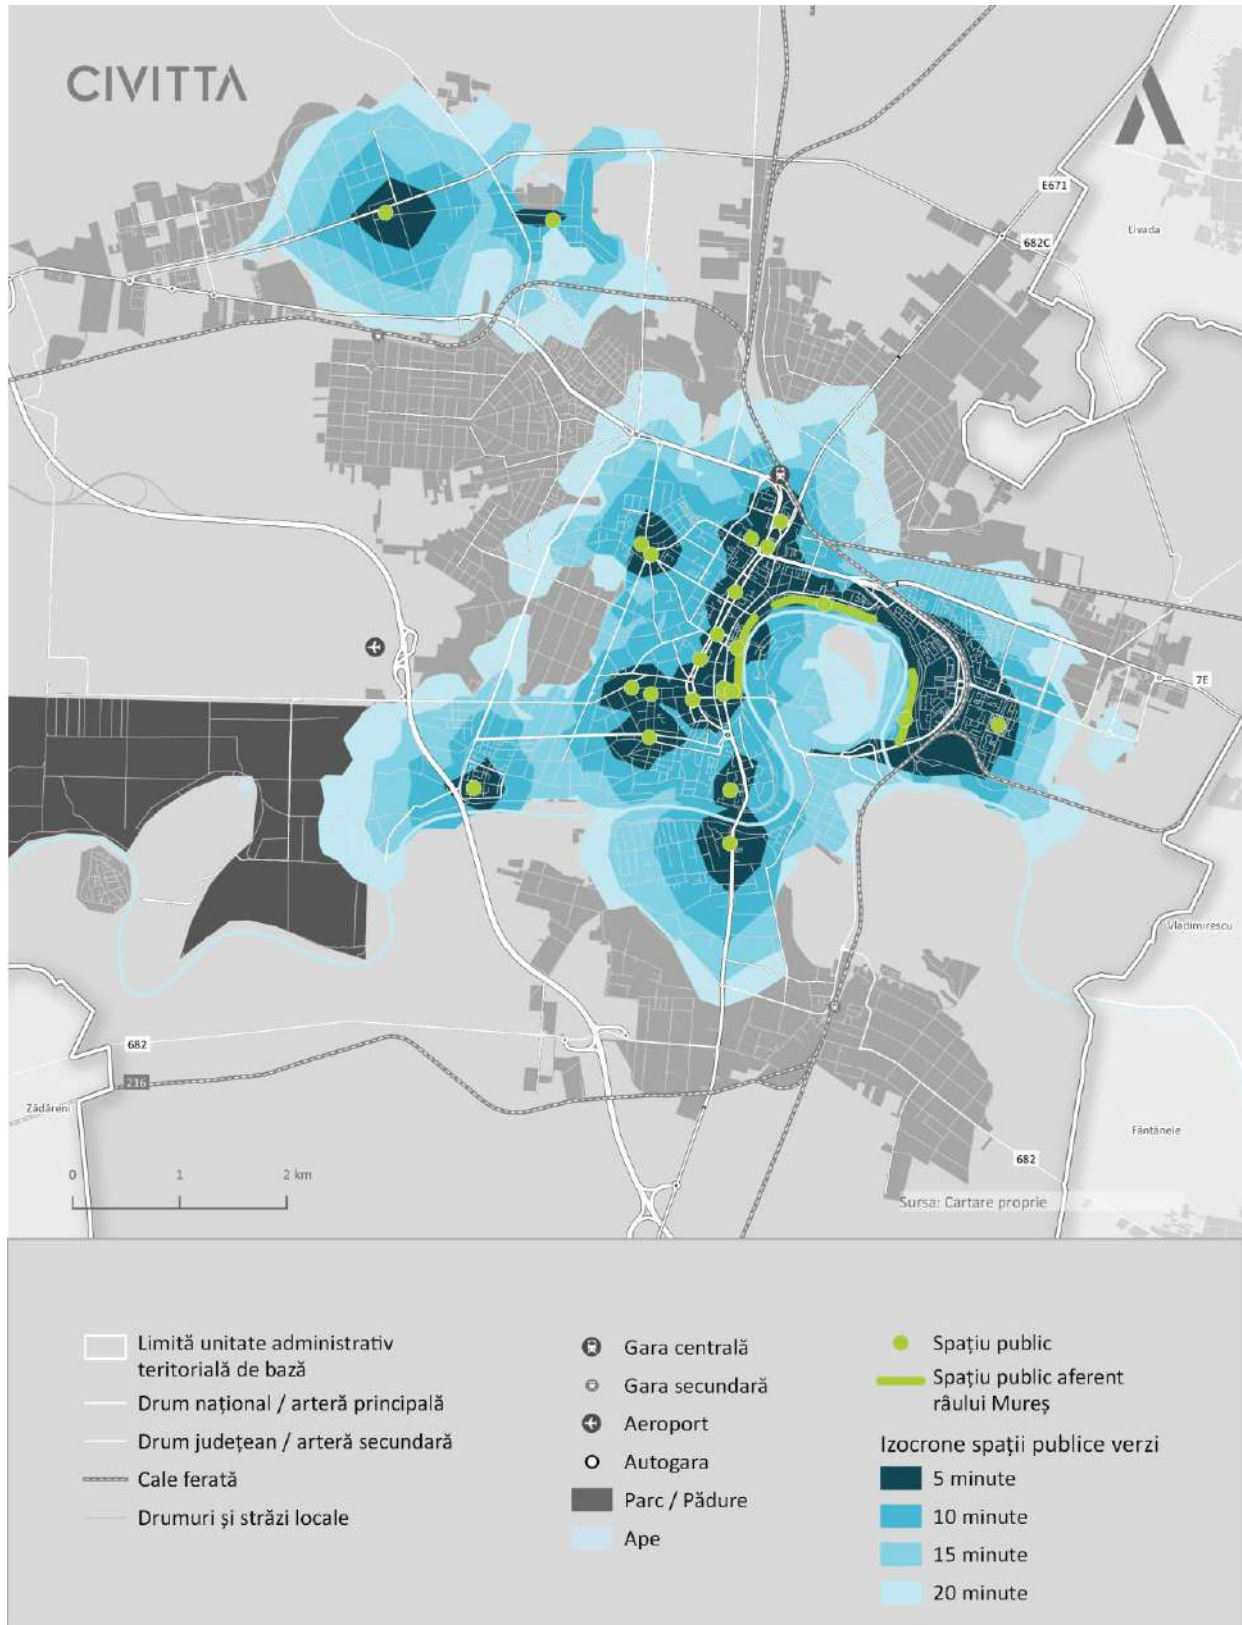 CIVITTA
E671
682C
Livada
7E
Vladimirescu
682
216
Zădăreni
Fântânele
682
0 1 2 km
Sursa: Cartare proprie
Limită unitate administrativ
teritorială de bază
Drum național / arteră principală
Drum județean / arteră secundară
Cale ferată
Drumuri și străzi locale
Gara centrală
Gara secundară
Aeroport
Autogara
Parc / Pădure
Ape
Spațiu public
Spațiu public aferent
râului Mureș
Izocrone spații publice verzi
5 minute
10 minute
15 minute
20 minute